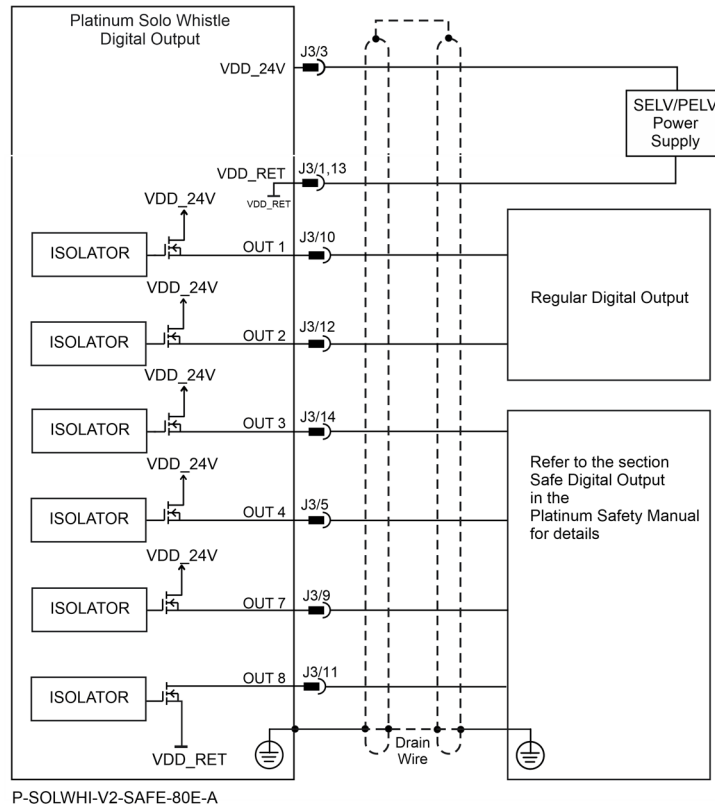 Platinum Solo Whistle
Digital Output
J3/3
VDD_24V
SELV/PELV
Power
Supply
VDD_RET
J3/1,13
VDD_RET
VDD_24V
ISOLATOR
OUT 1
J3/10
VDD_24V
Regular Digital Output
ISOLATOR
OUT 2
J3/12
VDD_24V
ISOLATOR
OUT 3
J3/14
VDD_24V
Refer to the section
Safe Digital Output
in the
Platinum Safety Manual
for details
ISOLATOR
OUT 4
J3/5
VDD_24V
ISOLATOR
OUT 7
J3/9
ISOLATOR
OUT 8
J3/11
VDD_RET
Drain
Wire
P-SOLWHI-V2-SAFE-80E-A